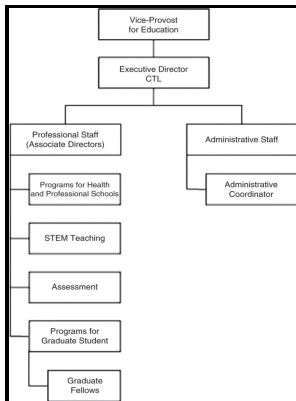 Vice-Provost
for Education
Executive Director
CTL
Professional Staff
(Associate Directors)
Administrative Staff
Programs for Health
and Professional Schools
Administrative
Coordinator
STEM Teaching
Assessment
Programs for
Graduate Student
Graduate
Fellows